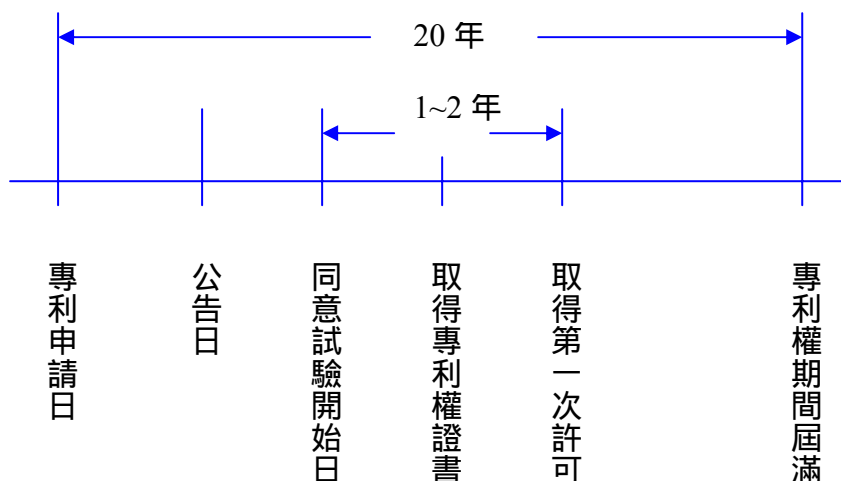 20 年
1~2 年
專利申請日
公告日
同意試驗開始日
取得專利權證書
取得第一次許可
專利權期間屆滿